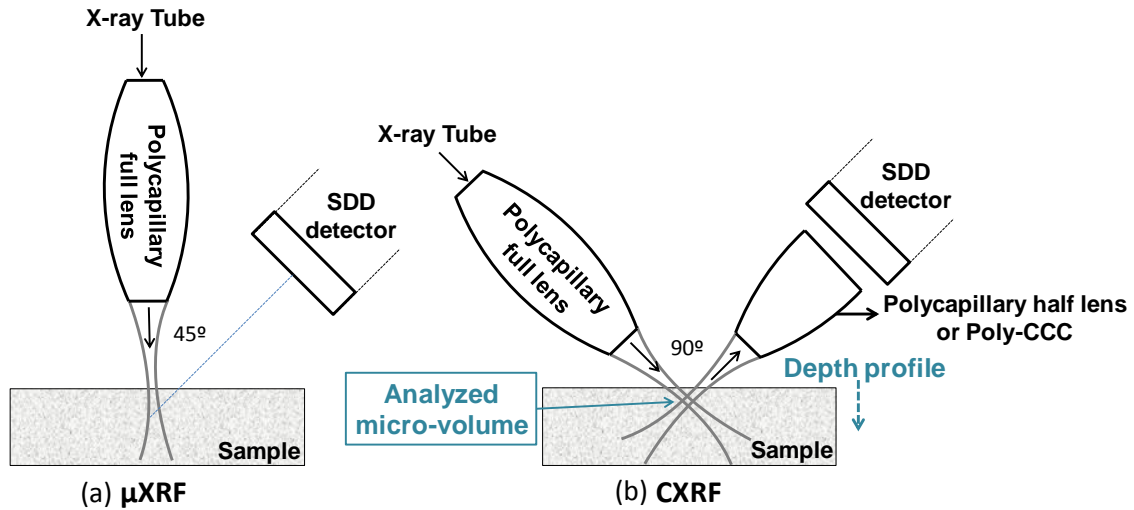 X-ray Tube
Polycapillary
full lens
SDD
detector
45º
Sample
(a) µXRF
X-ray Tube
Polycapillary
full lens
SDD
detector
90º
Polycapillary half lens
or Poly-CCC
Depth profile
Analyzed
micro-volume
Sample
(b) CXRF